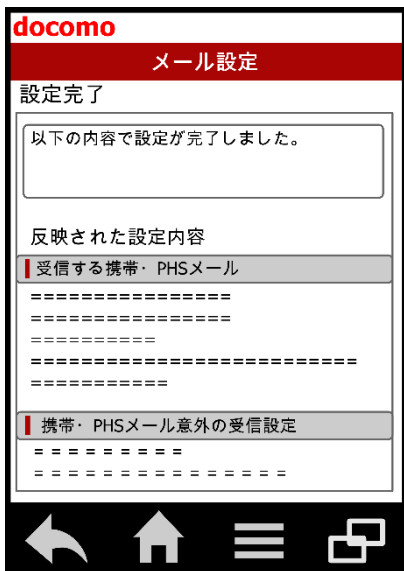 docomo
メール設定
設定完了
以下の内容で設定が完了しました。
反映された設定内容
受信する携帯・PHSメール
================
================
==========
==========================
===========
携帯・PHSメール意外の受信設定
= = = = = = = = =
= = = = = = = = = = = = = = =